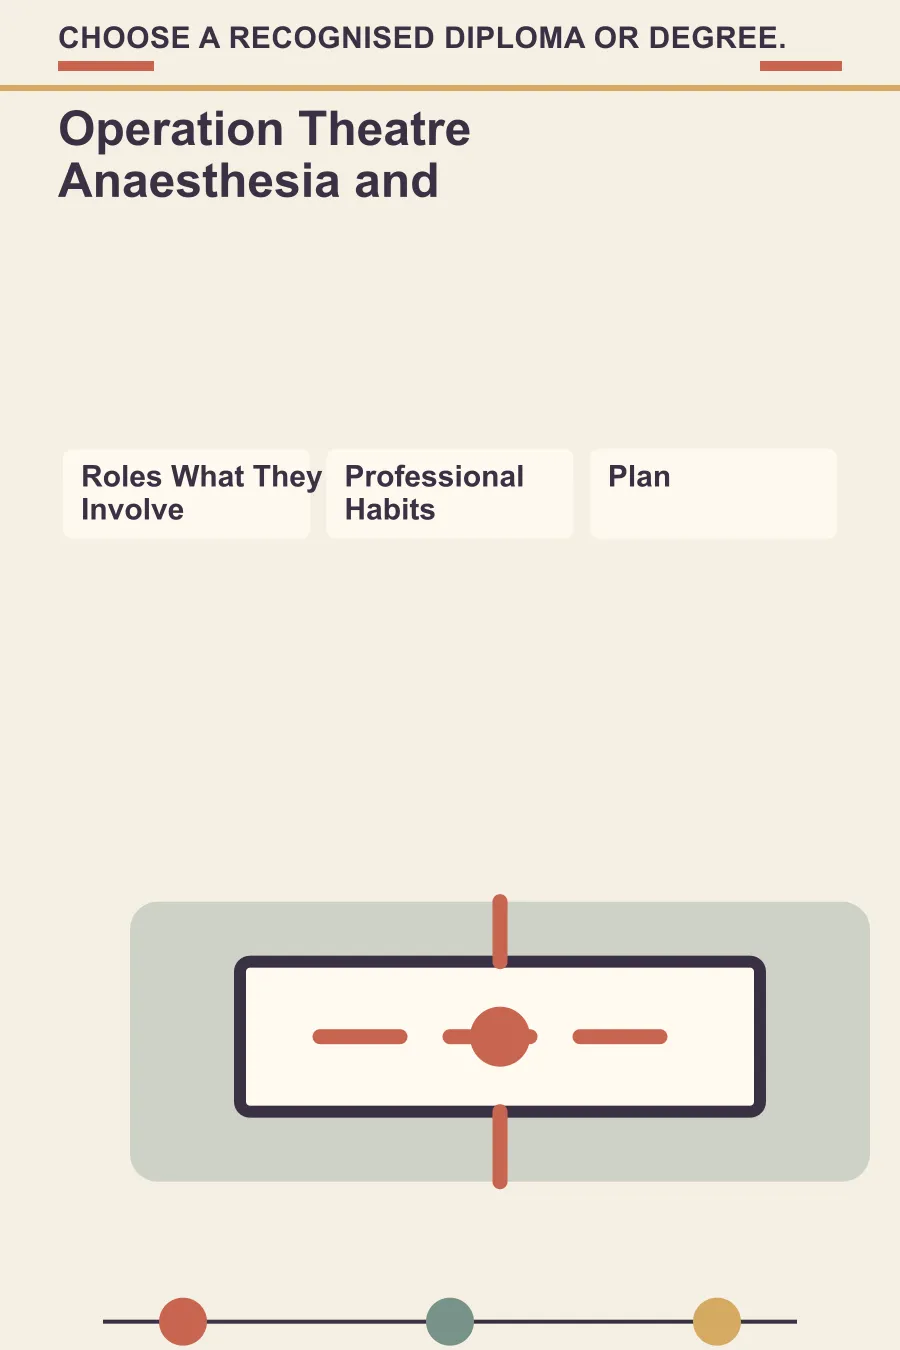 CHOOSE A RECOGNISED DIPLOMA OR DEGREE.
Operation Theatre
Anaesthesia and
Roles What They
Involve
Professional
Habits
Plan